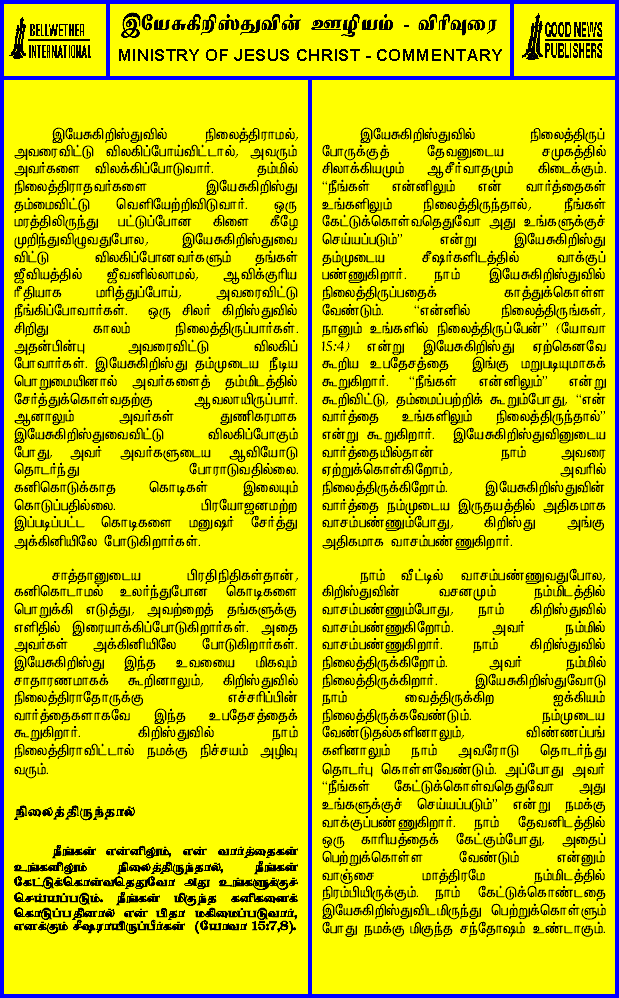 BELLWETHER
INTERNATIONAL
இயேசுகிறிஸ்துவின் ஊழியம் - விரிவுரை
MINISTRY OF JESUS CHRIST - COMMENTARY
GOOD NEWS
PUBLISHERS
இயேசுகிறிஸ்துவில் நிலைத்திராமல்,
அவரைவிட்டு விலகிப்போய்விட்டால், அவரும்
அவர்களை விலக்கிப்போடுவார். தம்மில்
நிலைத்திராதவர்களை இயேசுகிறிஸ்து
தம்மைவிட்டு வெளியேற்றிவிடுவார். ஒரு
மரத்திலிருந்து பட்டுப்போன கிளை கீழே
முறிந்துவிழுவதுபோல, இயேசுகிறிஸ்துவை
விட்டு விலகிப்போனவர்களும் தங்கள்
ஜீவியத்தில் ஜீவனில்லாமல், ஆவிக்குரிய
ரீதியாக மரித்துப்போய், அவரைவிட்டு
நீங்கிப்போவார்கள். ஒரு சிலர் கிறிஸ்துவில்
சிறிது காலம் நிலைத்திருப்பார்கள்.
அதன்பின்பு அவரைவிட்டு விலகிப்
போவார்கள். இயேசுகிறிஸ்து தம்முடைய நீடிய
பொறுமையினால் அவர்களைத் தம்மிடத்தில்
சேர்த்துக்கொள்வதற்கு ஆவலாயிருப்பார்.
ஆனாலும் அவர்கள் துணிகரமாக
இயேசுகிறிஸ்துவைவிட்டு விலகிப்போகும்
போது, அவர் அவர்களுடைய ஆவியோடு
தொடர்ந்து போராடுவதில்லை.
கனிகொடுக்காத கொடிகள் இலையும்
கொடுப்பதில்லை. பிரயோஜனமற்ற
இப்படிப்பட்ட கொடிகளை மனுஷர் சேர்த்து
அக்கினியிலே போடுகிறார்கள்.
சாத்தானுடைய பிரதிநிதிகள்தான்,
கனிகொடாமல் உலர்ந்துபோன கொடிகளை
பொறுக்கி எடுத்து, அவற்றைத் தங்களுக்கு
எளிதில் இரையாக்கிப்போடுகிறார்கள். அதை
அவர்கள் அக்கினியிலே போடுகிறார்கள்.
இயேசுகிறிஸ்து இந்த உவமையை மிகவும்
சாதாரணமாகக் கூறினாலும், கிறிஸ்துவில்
நிலைத்திராதோருக்கு எச்சரிப்பின்
வார்த்தைகளாகவே இந்த உபதேசத்தைக்
கூறுகிறார். கிறிஸ்துவில் நாம்
நிலைத்திராவிட்டால் நமக்கு நிச்சயம் அழிவு
வரும்.
நிலைத்திருந்தால்
நீங்கள் என்னிலும், என் வார்த்தைகள்
உங்களிலும் நிலைத்திருந்தால், நீங்கள்
கேட்டுக்கொள்வதெதுவோ அது உங்களுக்குச்
செய்யப்படும். நீங்கள் மிகுந்த கனிகளைக்
கொடுப்பதினால் என் பிதா மகிமைப்படுவார்,
எனக்கும் சீஷராயிருப்பீர்கள் (யோவா 15:7,8).
இயேசுகிறிஸ்துவில் நிலைத்திருப்
போருக்குத் தேவனுடைய சமுகத்தில்
சிலாக்கியமும் ஆசீர்வாதமும் கிடைக்கும்.
“நீங்கள் என்னிலும் என் வார்த்தைகள்
உங்களிலும் நிலைத்திருந்தால், நீங்கள்
கேட்டுக்கொள்வதெதுவோ அது உங்களுக்குச்
செய்யப்படும்” என்று இயேசுகிறிஸ்து
தம்முடைய சீஷர்களிடத்தில் வாக்குப்
பண்ணுகிறார். நாம் இயேசுகிறிஸ்துவில்
நிலைத்திருப்பதைக் காத்துக்கொள்ள
வேண்டும். “என்னில் நிலைத்திருங்கள்,
நானும் உங்களில் நிலைத்திருப்பேன்” (யோவா
15:4) என்று இயேசுகிறிஸ்து ஏற்கெனவே
கூறிய உபதேசத்தை இங்கு மறுபடியுமாகக்
கூறுகிறார். “நீங்கள் என்னிலும்” என்று
கூறிவிட்டு, தம்மைப்பற்றிக் கூறும்போது, “என்
வார்த்தை உங்களிலும் நிலைத்திருந்தால்”
என்று கூறுகிறார். இயேசுகிறிஸ்துவினுடைய
வார்த்தையில்தான் நாம் அவரை
ஏற்றுக்கொள்கிறோம், அவரில்
நிலைத்திருக்கிறோம். இயேசுகிறிஸ்துவின்
வார்த்தை நம்முடைய இருதயத்தில் அதிகமாக
வாசம்பண்ணும்போது, கிறிஸ்து அங்கு
அதிகமாக வாசம்பண்ணுகிறார்.
நாம் வீட்டில் வாசம்பண்ணுவதுபோல,
கிறிஸ்துவின் வசனமும் நம்மிடத்தில்
வாசம்பண்ணும்போது, நாம் கிறிஸ்துவில்
வாசம்பண்ணுகிறோம். அவர் நம்மில்
வாசம்பண்ணுகிறார். நாம் கிறிஸ்துவில்
நிலைத்திருக்கிறோம். அவர் நம்மில்
நிலைத்திருக்கிறார். இயேசுகிறிஸ்துவோடு
நாம் வைத்திருக்கிற ஐக்கியம்
நிலைத்திருக்கவேண்டும். நம்முடைய
வேண்டுதல்களினாலும், விண்ணப்பங்
களினாலும் நாம் அவரோடு தொடர்ந்து
தொடர்பு கொள்ளவேண்டும். அப்போது அவர்
“நீங்கள் கேட்டுக்கொள்வதெதுவோ அது
உங்களுக்குச் செய்யப்படும்” என்று நமக்கு
வாக்குப்பண்ணுகிறார். நாம் தேவனிடத்தில்
ஒரு காரியத்தைக் கேட்கும்போது, அதைப்
பெற்றுக்கொள்ள வேண்டும் என்னும்
வாஞ்சை மாத்திரமே நம்மிடத்தில்
நிரம்பியிருக்கும். நாம் கேட்டுக்கொண்டதை
இயேசுகிறிஸ்துவிடமிருந்து பெற்றுக்கொள்ளும்
போது நமக்கு மிகுந்த சந்தோஷம் உண்டாகும்.